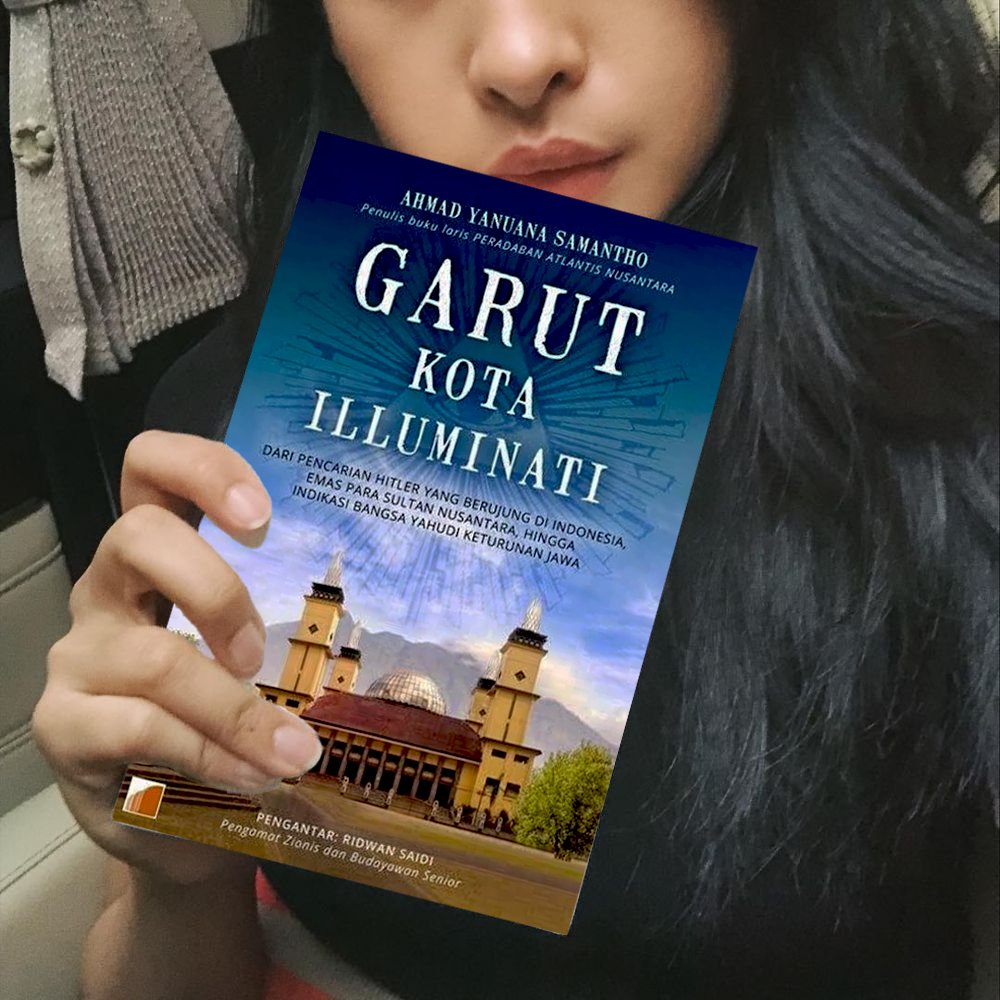 AHMAD YANUANA SAMANTHO
Penulis buku laris PERADABAN ATLANTIS NUSANTARA
GARUT
KOTA
ILLUMINATI
DARI PENCARIAN HITLER YANG BERUJUNG DI INDONESIA,
EMAS PARA SULTAN NUSANTARA, HINGGA
INDIKASI BANGSA YAHUDI KETURUNAN JAWA
PENGANTAR: RIDWAN SAIDI
Pengamat Zionis dan Budayawan Senior